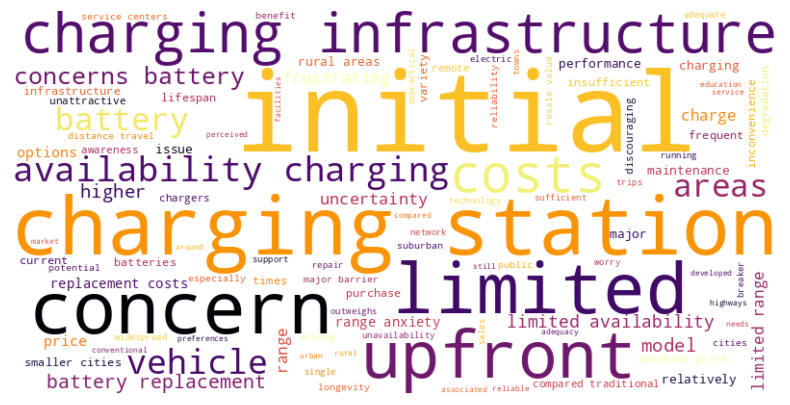 service centers
benefit
adequate
charging infrastructure
concerns battery
rural areas
frustrating
impractical
variety
remote
electric
reliability
towns
performance
insufficient
resale value
charging
education
service
inconvenience
degradation
infrastructure
unattractive
lifespan
facilities
initial
discouraging
battery
charge
distance travel
perceived
frequent
options
awareness
issue
running
availability charging
costs
maintenance
trips
areas
higher
chargers
uncertainty
technology
sufficient
compared
charging station
market
around
network
suburban
major
current
batteries
support
repair
still
public
worry
developed
potential
especially
times
major barrier
limited
breaker
highways
replacement costs
purchase
concern
outweighs
range anxiety
limited availability
needs
limited range
price
widespread
preferences
range
driving
unavailability
sales
adequacy
upfront
model
cities
conventional
vehicle
urban
rural
purchase price
smaller cities
single
battery replacement
longevity
associated
reliable
compared traditional
relatively